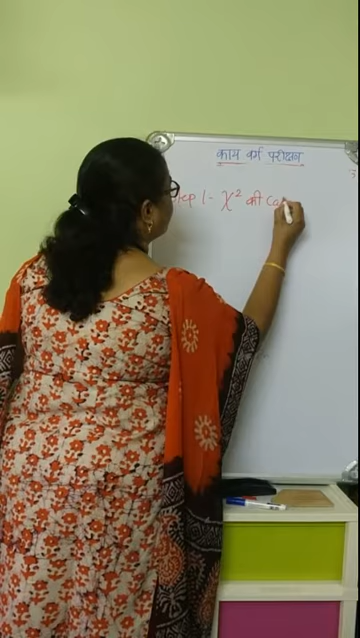 काय वर्ग परीक्षण
Step 1- χ² की Ca